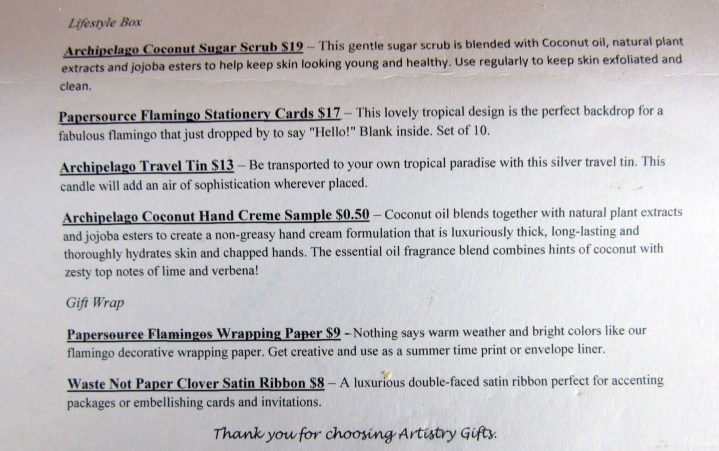 Lifestyle Box
Archipelago Coconut Sugar Scrub $19 – This gentle sugar scrub is blended with Coconut oil, natural plant
extracts and jojoba esters to help keep skin looking young and healthy. Use regularly to keep skin exfoliated and
clean.
Papersource Flamingo Stationery Cards $17 – This lovely tropical design is the perfect backdrop for a
fabulous flamingo that just dropped by to say "Hello!" Blank inside. Set of 10.
Archipelago Travel Tin $13 – Be transported to your own tropical paradise with this silver travel tin. This
candle will add an air of sophistication wherever placed.
Archipelago Coconut Hand Creme Sample $0.50 – Coconut oil blends together with natural plant extracts
and jojoba esters to create a non-greasy hand cream formulation that is luxuriously thick, long-lasting and
thoroughly hydrates skin and chapped hands. The essential oil fragrance blend combines hints of coconut with
zesty top notes of lime and verbena!
Gift Wrap
Papersource Flamingos Wrapping Paper $9 - Nothing says warm weather and bright colors like our
flamingo decorative wrapping paper. Get creative and use as a summer time print or envelope liner.
Waste Not Paper Clover Satin Ribbon $8 – A luxurious double-faced satin ribbon perfect for accenting
packages or embellishing cards and invitations.
Thank you for choosing Artistry Gifts.